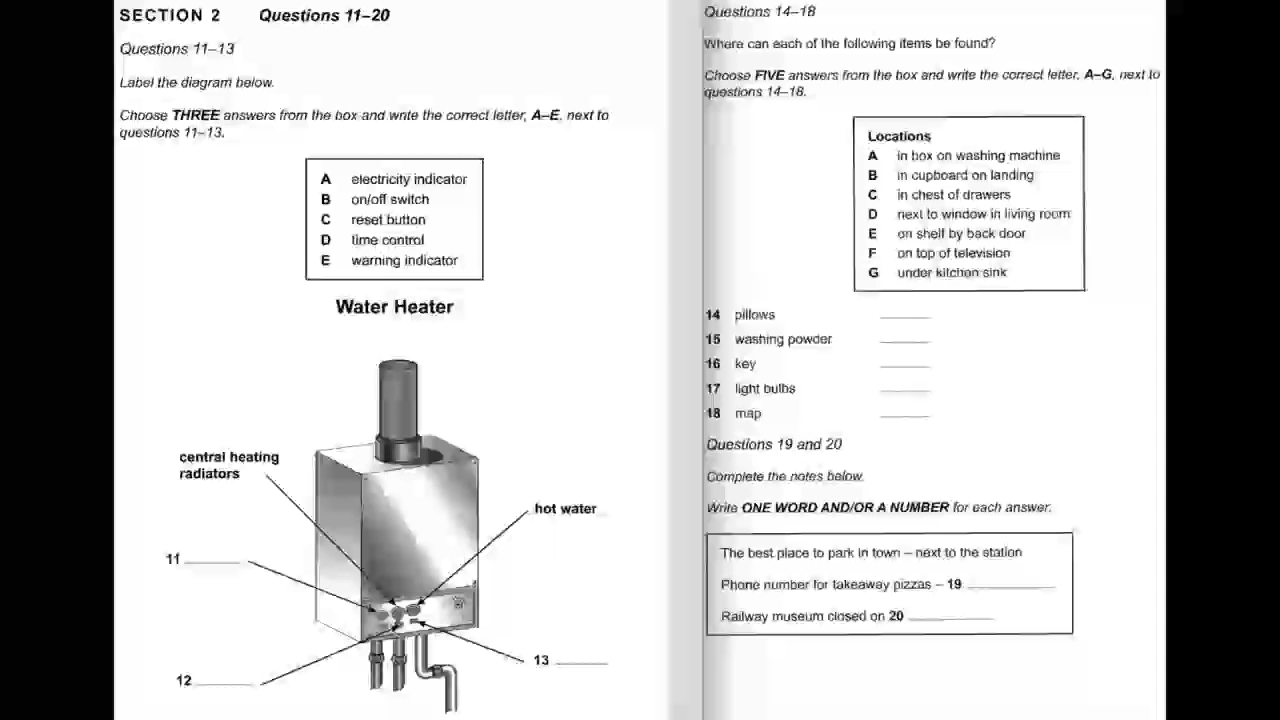 SECTION 2 Questions 11–20
Questions 11–13
Label the diagram below.
Choose THREE answers from the box and write the correct letter, A–E, next to
questions 11–13.
A electricity indicator
B on/off switch
C reset button
D time control
E warning indicator
Water Heater
central heating
radiators
hot water
11
12
13
Questions 14–18
Where can each of the following items be found?
Choose FIVE answers from the box and write the correct letter, A–G, next to
questions 14–18.
Locations
A in box on washing machine
B in cupboard on landing
C in chest of drawers
D next to window in living room
E on shelf by back door
F on top of television
G under kitchen sink
14 pillows
15 washing powder
16 key
17 light bulbs
18 map
Questions 19 and 20
Complete the notes below.
Write ONE WORD AND/OR A NUMBER for each answer.
The best place to park in town – next to the station
Phone number for takeaway pizzas – 19
Railway museum closed on 20